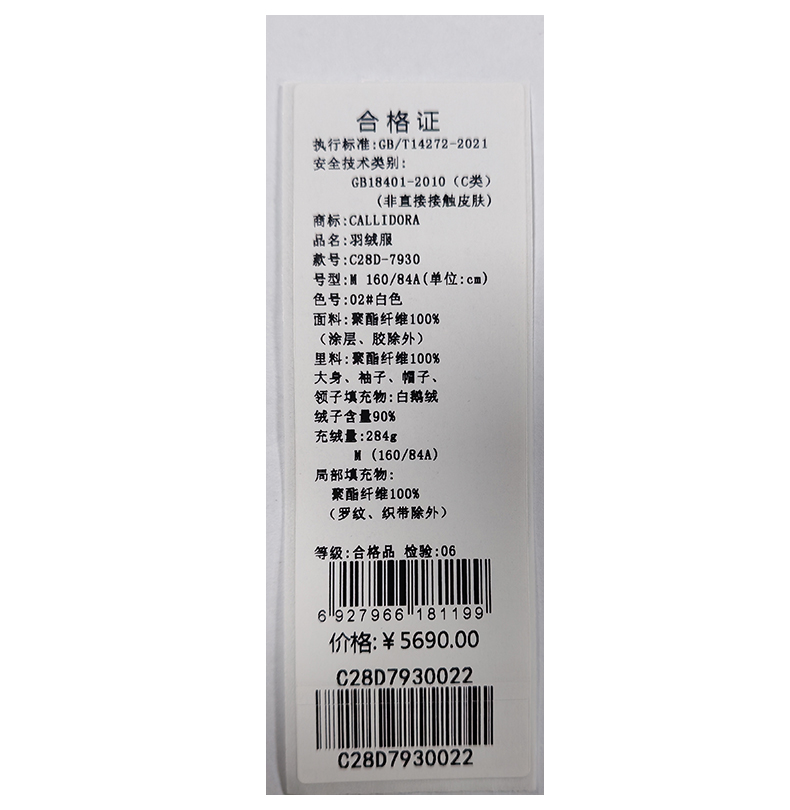 合格证
执行标准:GB/T14272-2021
安全技术类别:
GB18401-2010（C类）
（非直接接触皮肤）
商标:CALLIDORA
品名:羽绒服
款号:C28D-7930
号型:M 160/84A(单位:cm)
色号:02#白色
面料:聚酯纤维100%
（涂层、胶除外）
里料:聚酯纤维100%
大身、袖子、帽子、
领子填充物:白鹅绒
绒子含量90%
充绒量:284g
M（160/84A）
局部填充物:
聚酯纤维100%
（罗纹、织带除外）
等级:合格品 检验:06
6 927966 181199
价格:¥5690.00
C28D7930022
C28D7930022